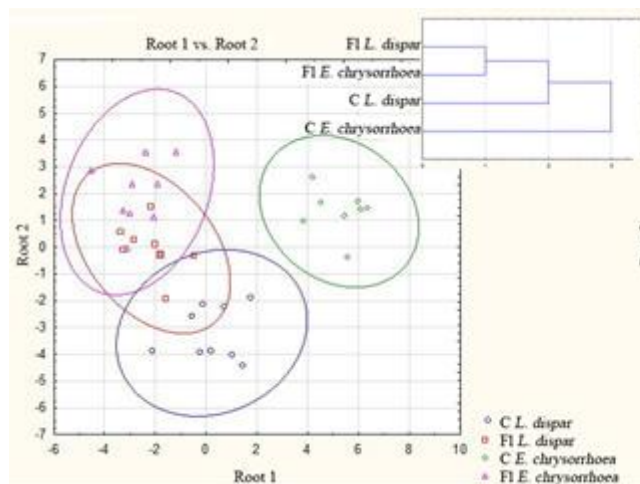 Root 1 vs. Root 2
Fl L. dispar
Fl E. chrysorrhoea
C L. dispar
C E. chrysorrhoea
7
6
5
4
3
2
1
0
-1
-2
-3
-4
-5
-6
-7
Root 2
-6 -4 -2 0 2 4 6 8 10
Root 1
C L. dispar
Fl L. dispar
C E. chrysorrhoea
Fl E. chrysorrhoea